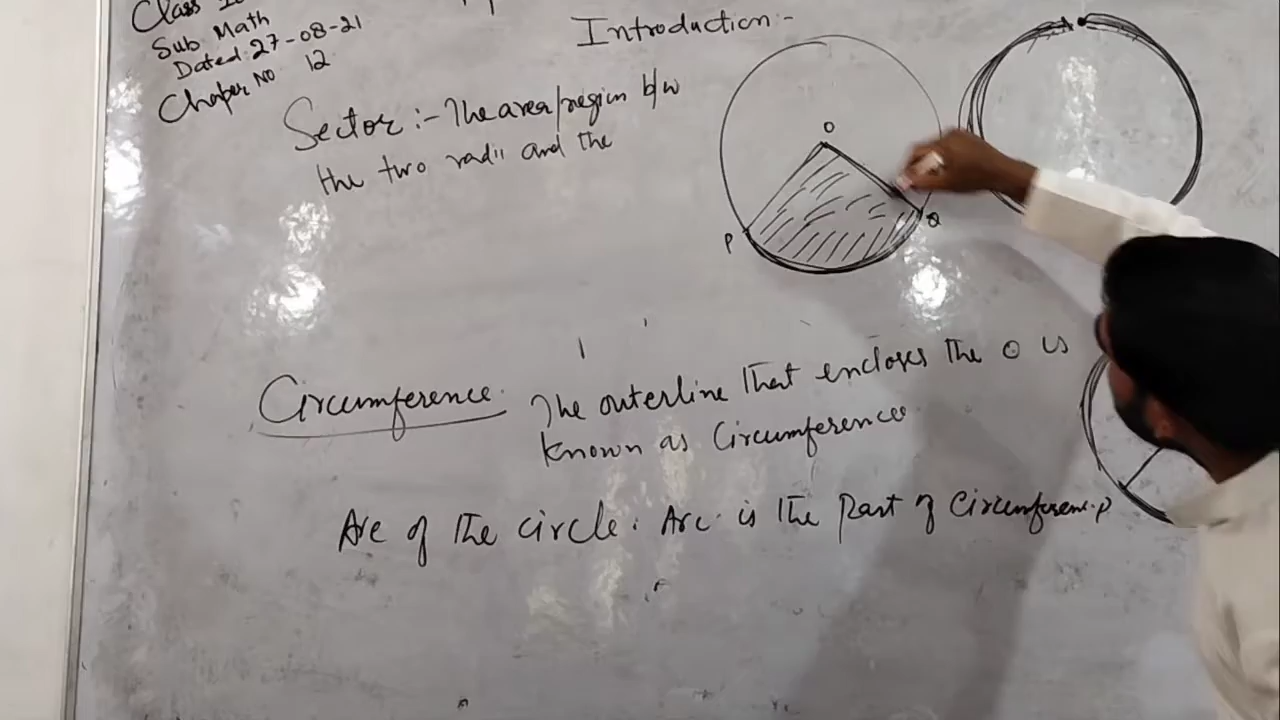 Class
Sub Math
Dated 27-08-21
Chapter No 12
Introduction:-
Sector:- The area/region b/w
the two radii and the
O
P
Q
Circumference. The outerline that encloses the O is
known as Circumference
Arc of the circle. Arc is the part of
P